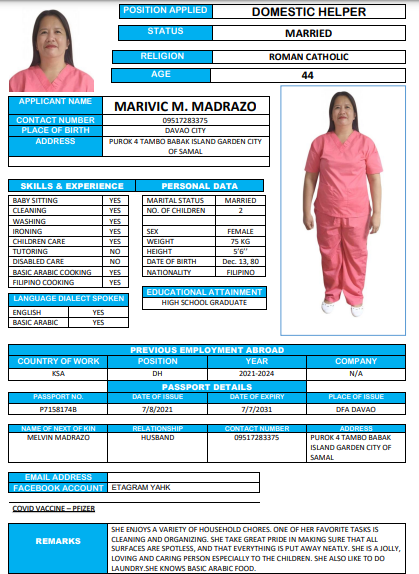 POSITION APPLIED DOMESTIC HELPER
STATUS MARRIED
RELIGION ROMAN CATHOLIC
AGE 44
APPLICANT NAME MARIVIC M. MADRAZO
CONTACT NUMBER 09517283375
PLACE OF BIRTH DAVAO CITY
ADDRESS PUROK 4 TAMBO BABAK ISLAND GARDEN CITY
OF SAMAL
SKILLS & EXPERIENCE
BABY SITTING YES
CLEANING YES
WASHING YES
IRONING YES
CHILDREN CARE YES
TUTORING NO
DISABLED CARE NO
BASIC ARABIC COOKING YES
FILIPINO COOKING YES
LANGUAGE DIALECT SPOKEN
ENGLISH YES
BASIC ARABIC YES
PERSONAL DATA
MARITAL STATUS MARRIED
NO. OF CHILDREN 2
SEX FEMALE
WEIGHT 75 KG
HEIGHT 5'6"
DATE OF BIRTH Dec. 13, 80
NATIONALITY FILIPINO
EDUCATIONAL ATTAINMENT
HIGH SCHOOL GRADUATE
PREVIOUS EMPLOYMENT ABROAD
COUNTRY OF WORK POSITION YEAR COMPANY
KSA DH 2021-2024 N/A
PASSPORT DETAILS
PASSPORT NO. DATE OF ISSUE DATE OF EXPIRY PLACE OF ISSUE
P7158174B 7/8/2021 7/7/2031 DFA DAVAO
NAME OF NEXT OF KIN RELATIONSHIP CONTACT NUMBER ADDRESS
MELVIN MADRAZO HUSBAND 09517283375 PUROK 4 TAMBO BABAK
ISLAND GARDEN CITY OF
SAMAL
EMAIL ADDRESS
FACEBOOK ACCOUNT ETAGRAM YAHK
COVID VACCINE – PFIZER
REMARKS
SHE ENJOYS A VARIETY OF HOUSEHOLD CHORES. ONE OF HER FAVORITE TASKS IS
CLEANING AND ORGANIZING. SHE TAKE GREAT PRIDE IN MAKING SURE THAT ALL
SURFACES ARE SPOTLESS, AND THAT EVERYTHING IS PUT AWAY NEATLY. SHE IS A JOLLY,
LOVING AND CARING PERSON ESPECIALLY TO THE CHILDREN. SHE ALSO LIKE TO DO
LAUNDRY.SHE KNOWS BASIC ARABIC FOOD.